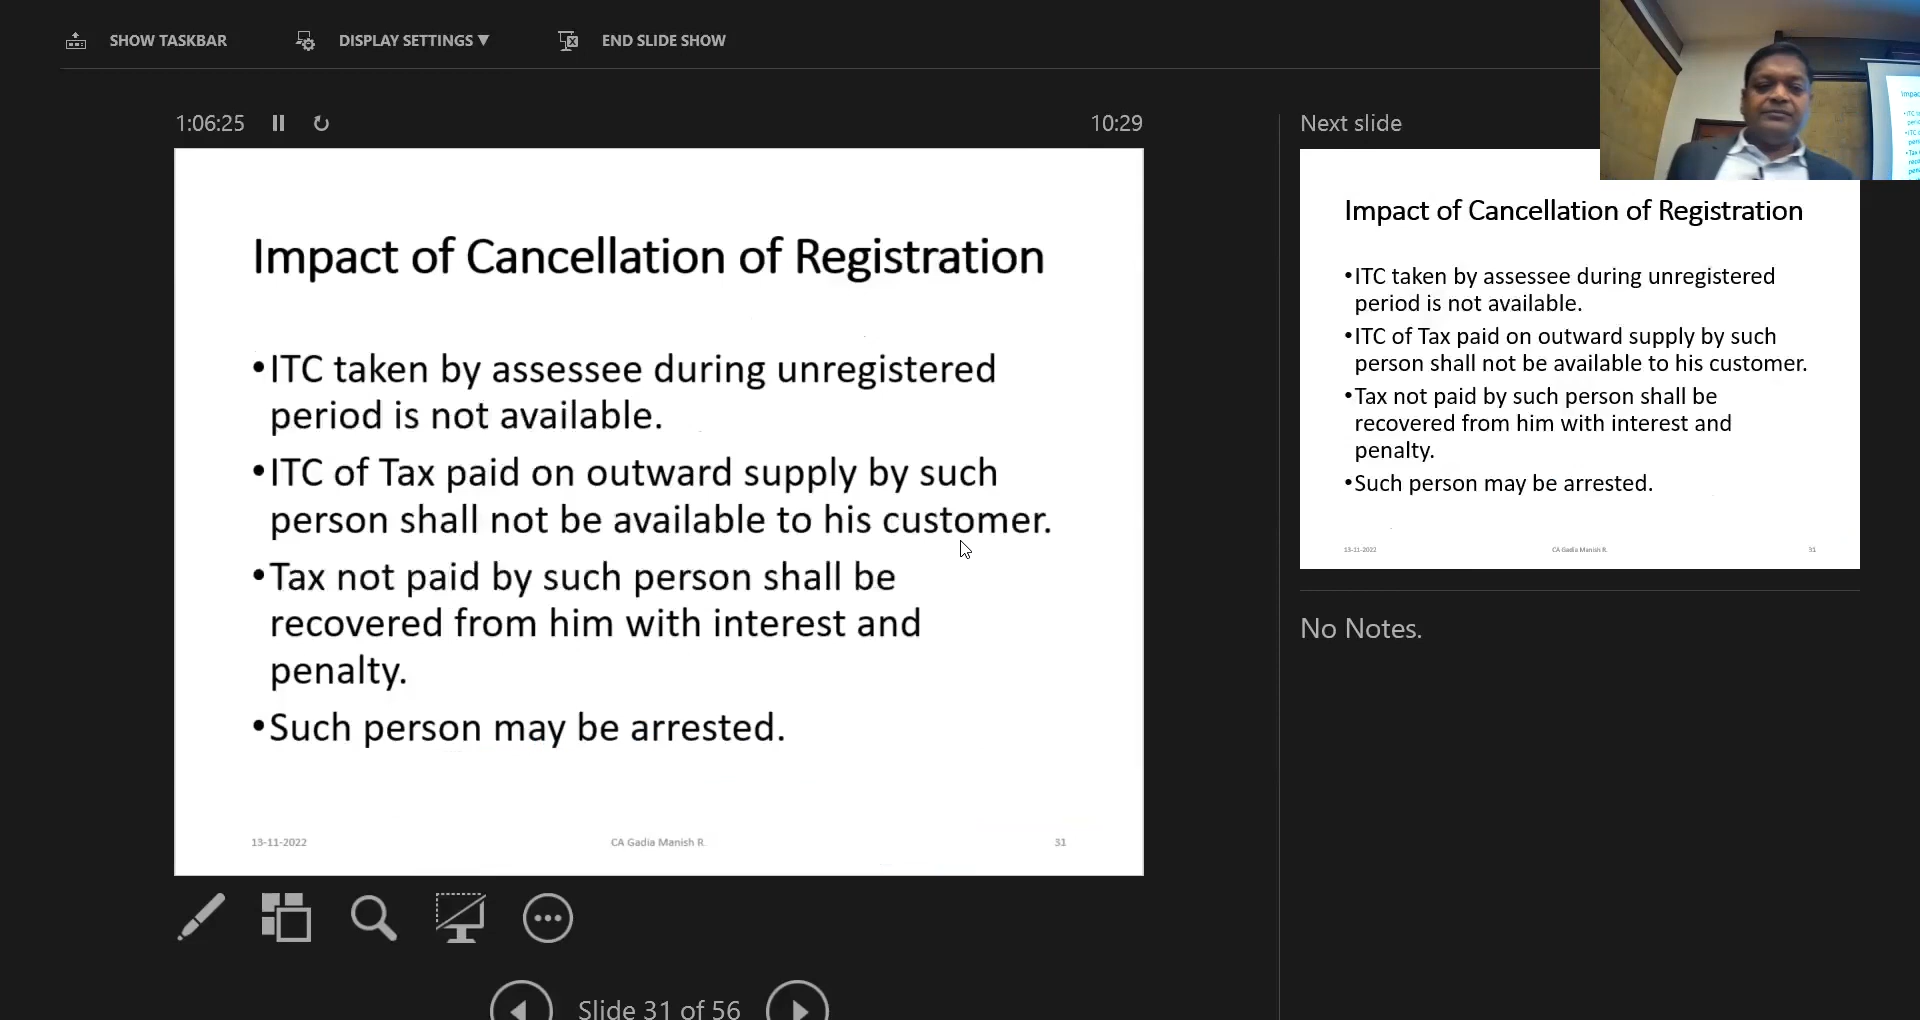 SHOW TASKBAR
DISPLAY SETTINGS ▼
END SLIDE SHOW
1:06:25
10:29
Impact of Cancellation of Registration
•ITC taken by assessee during unregistered
period is not available.
•ITC of Tax paid on outward supply by such
person shall not be available to his customer.
•Tax not paid by such person shall be
recovered from him with interest and
penalty.
•Such person may be arrested.
13-11-2022
CA Gadia Manish R.
31
Slide 31 of 56
Next slide
Impact of Cancellation of Registration
•ITC taken by assessee during unregistered
period is not available.
•ITC of Tax paid on outward supply by such
person shall not be available to his customer.
•Tax not paid by such person shall be
recovered from him with interest and
penalty.
•Such person may be arrested.
13-11-2022
CA Gadia Manish R.
31
No Notes.